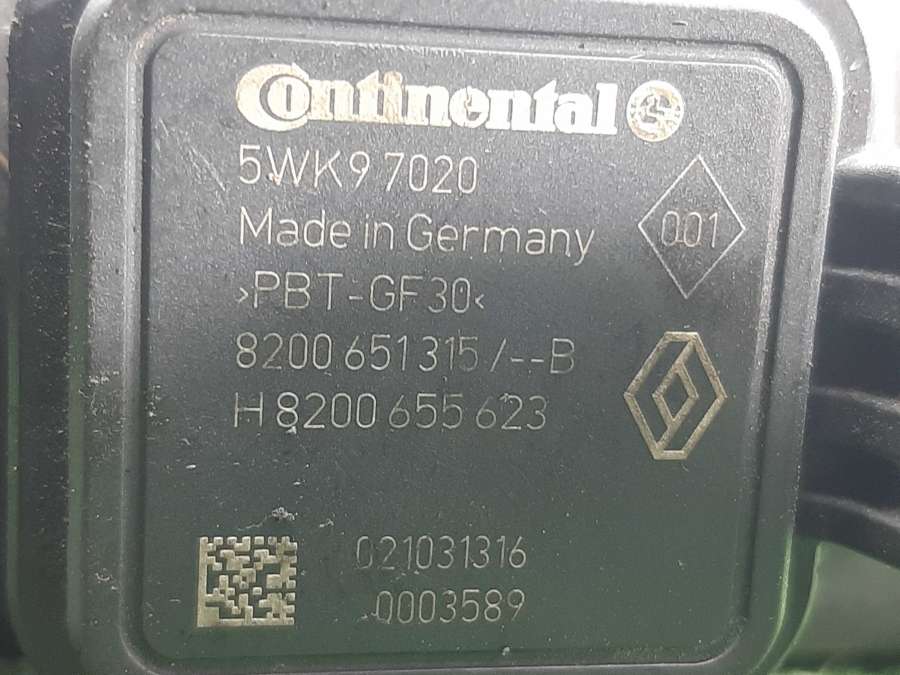 Continental
5WK9 7020
Made in Germany
001
>PBT-GF30<
8200 651 315 /--B
H 8200 655 623
021031316
0003589